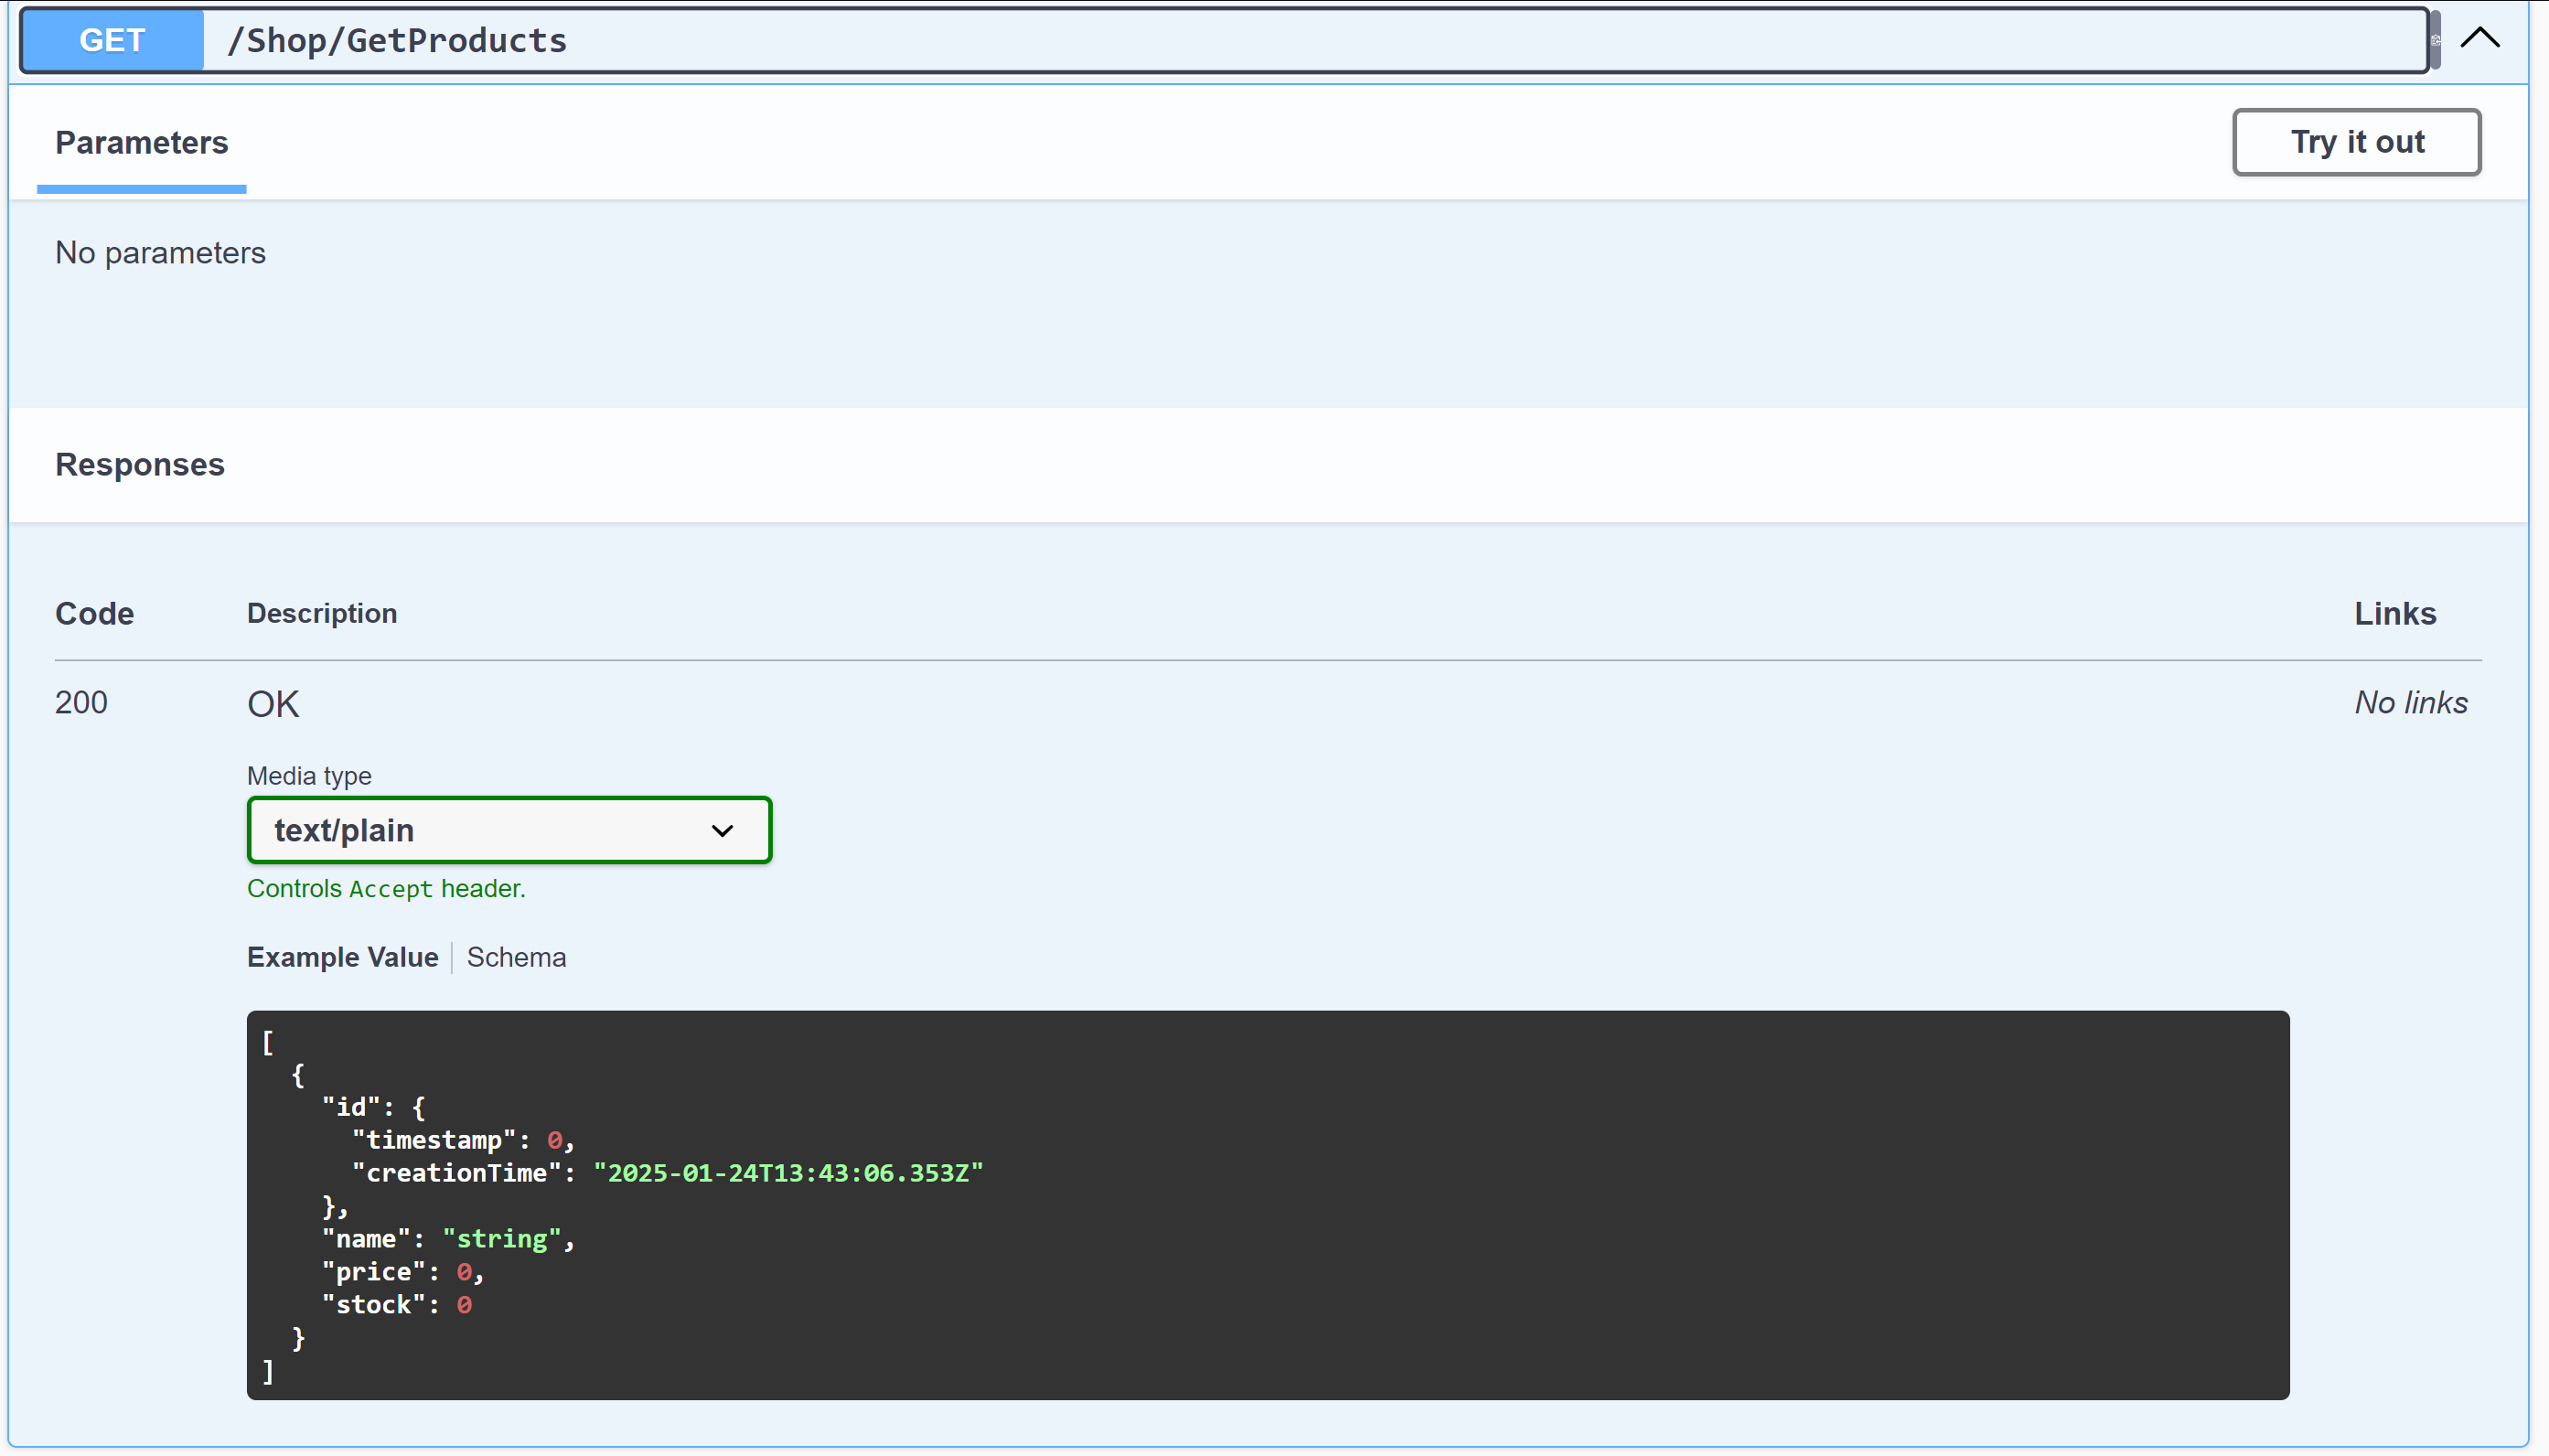 GET /Shop/GetProducts
Parameters
Try it out
No parameters
Responses
Code Description Links
200 OK No links
Media type
text/plain
Controls Accept header.
Example Value Schema
[
  {
    "id": {
      "timestamp": 0,
      "creationTime": "2025-01-24T13:43:06.353Z"
    },
    "name": "string",
    "price": 0,
    "stock": 0
  }
]